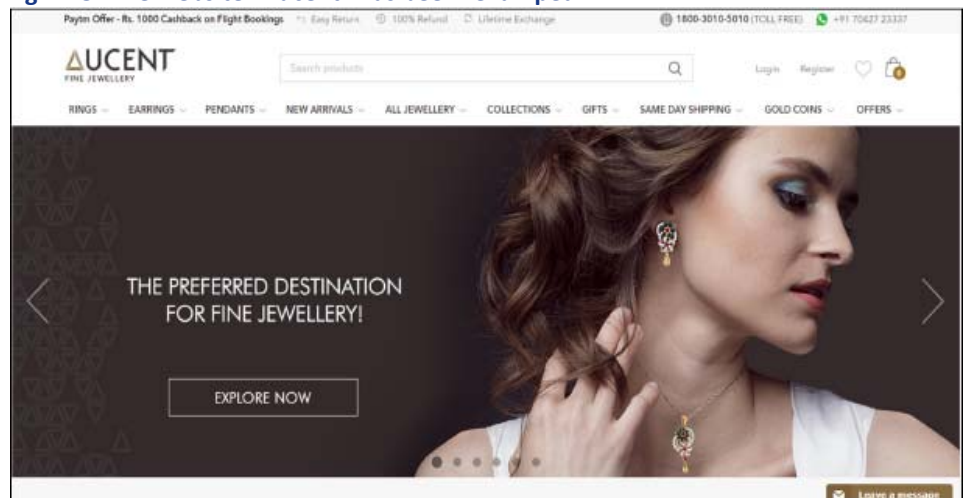 Paytm Offer - Rs. 1000 Cashback on Flight Bookings Easy Return 100% Refund Lifetime Exchange 1800-3010-5010 (TOLL FREE) +91 70427 23337
AUCENT
FINE JEWELLERY
Search products
Login Register 0
RINGS EARRINGS PENDANTS NEW ARRIVALS ALL JEWELLERY COLLECTIONS GIFTS SAME DAY SHIPPING GOLD COINS OFFERS
THE PREFERRED DESTINATION
FOR FINE JEWELLERY!
EXPLORE NOW
Leave a message